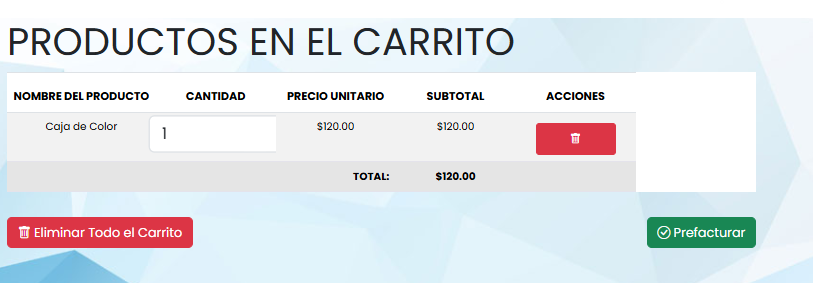 PRODUCTOS EN EL CARRITO
NOMBRE DEL PRODUCTO CANTIDAD PRECIO UNITARIO SUBTOTAL ACCIONES
Caja de Color 1 $120.00 $120.00
TOTAL: $120.00
Eliminar Todo el Carrito Prefacturar